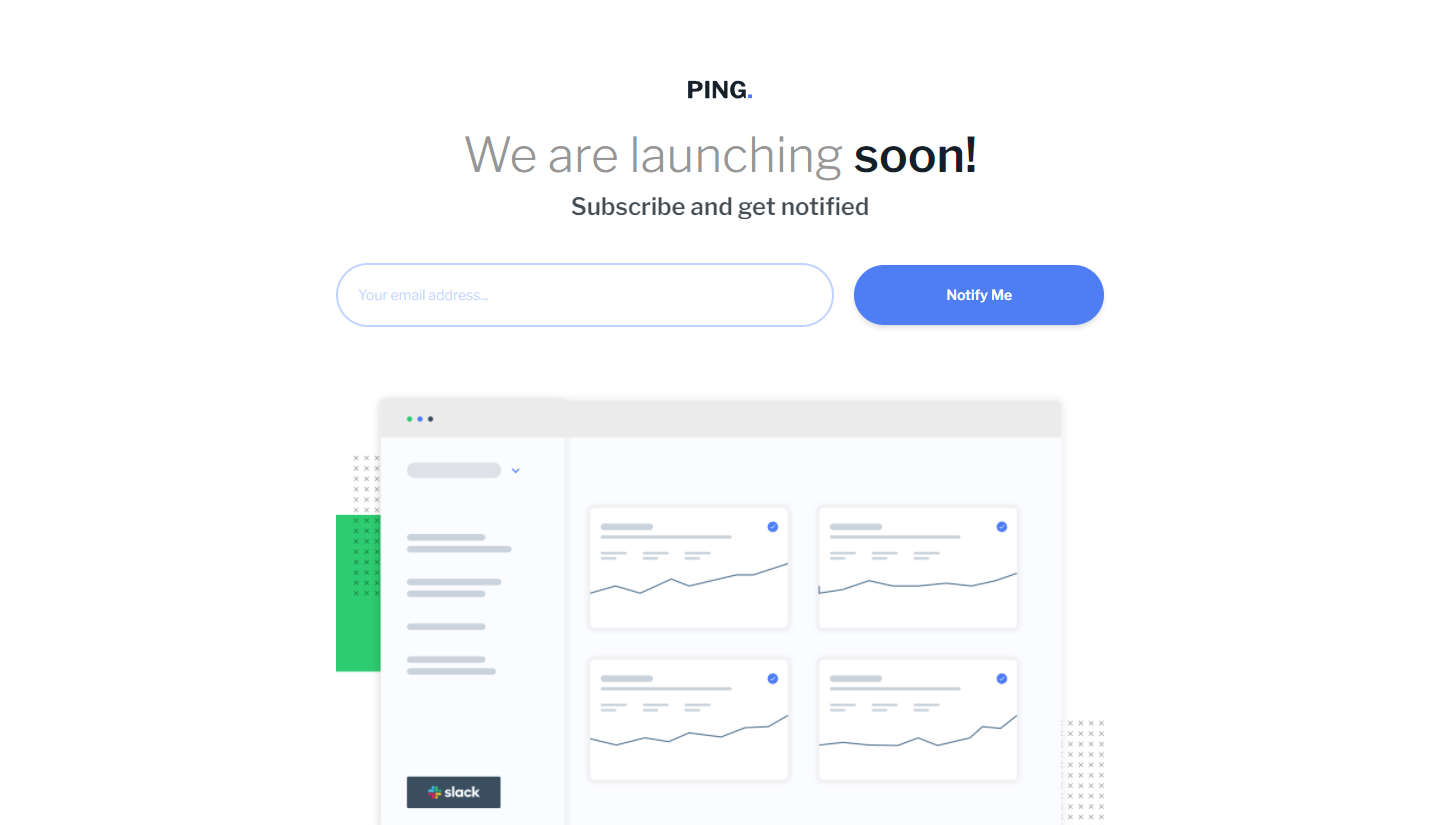 PING.
We are launching soon!
Subscribe and get notified
Your email address...
Notify Me
slack